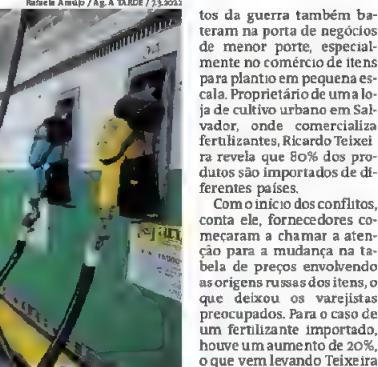 Rafaela Araújo / Ag. A TARDE / 7.3.2022
tos da guerra também ba-
teram na porta de negócios
de menor porte, especial-
mente no comércio de itens
para plantio em pequena es-
cala. Proprietário de uma lo-
ja de cultivo urbano em Sal-
vador, onde comercializa
fertilizantes, Ricardo Teixei
ra revela que 80% dos pro-
dutos são importados de di-
ferentes países.
Com o início dos conflitos,
conta ele, fornecedores co-
meçaram a chamar a aten-
ção para a mudança na ta-
bela de preços envolvendo
as origens russas dos itens, o
que deixou os varejistas
preocupados. Para o caso de
um fertilizante importado,
houve um aumento de 20%,
o que vem levando Teixeira